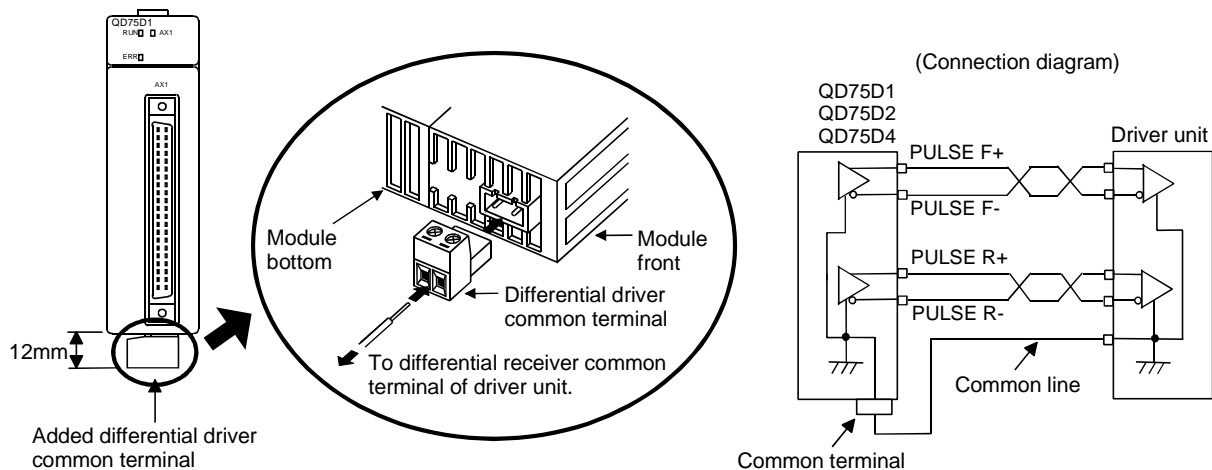 QD75D1
RUN AX1
ERR
AX1
12mm
Added differential driver
common terminal
Module
bottom
Module
front
Differential driver
common terminal
To differential receiver common
terminal of driver unit.
(Connection diagram)
QD75D1
QD75D2
QD75D4
Driver unit
PULSE F+
PULSE F-
PULSE R+
PULSE R-
Common line
Common terminal